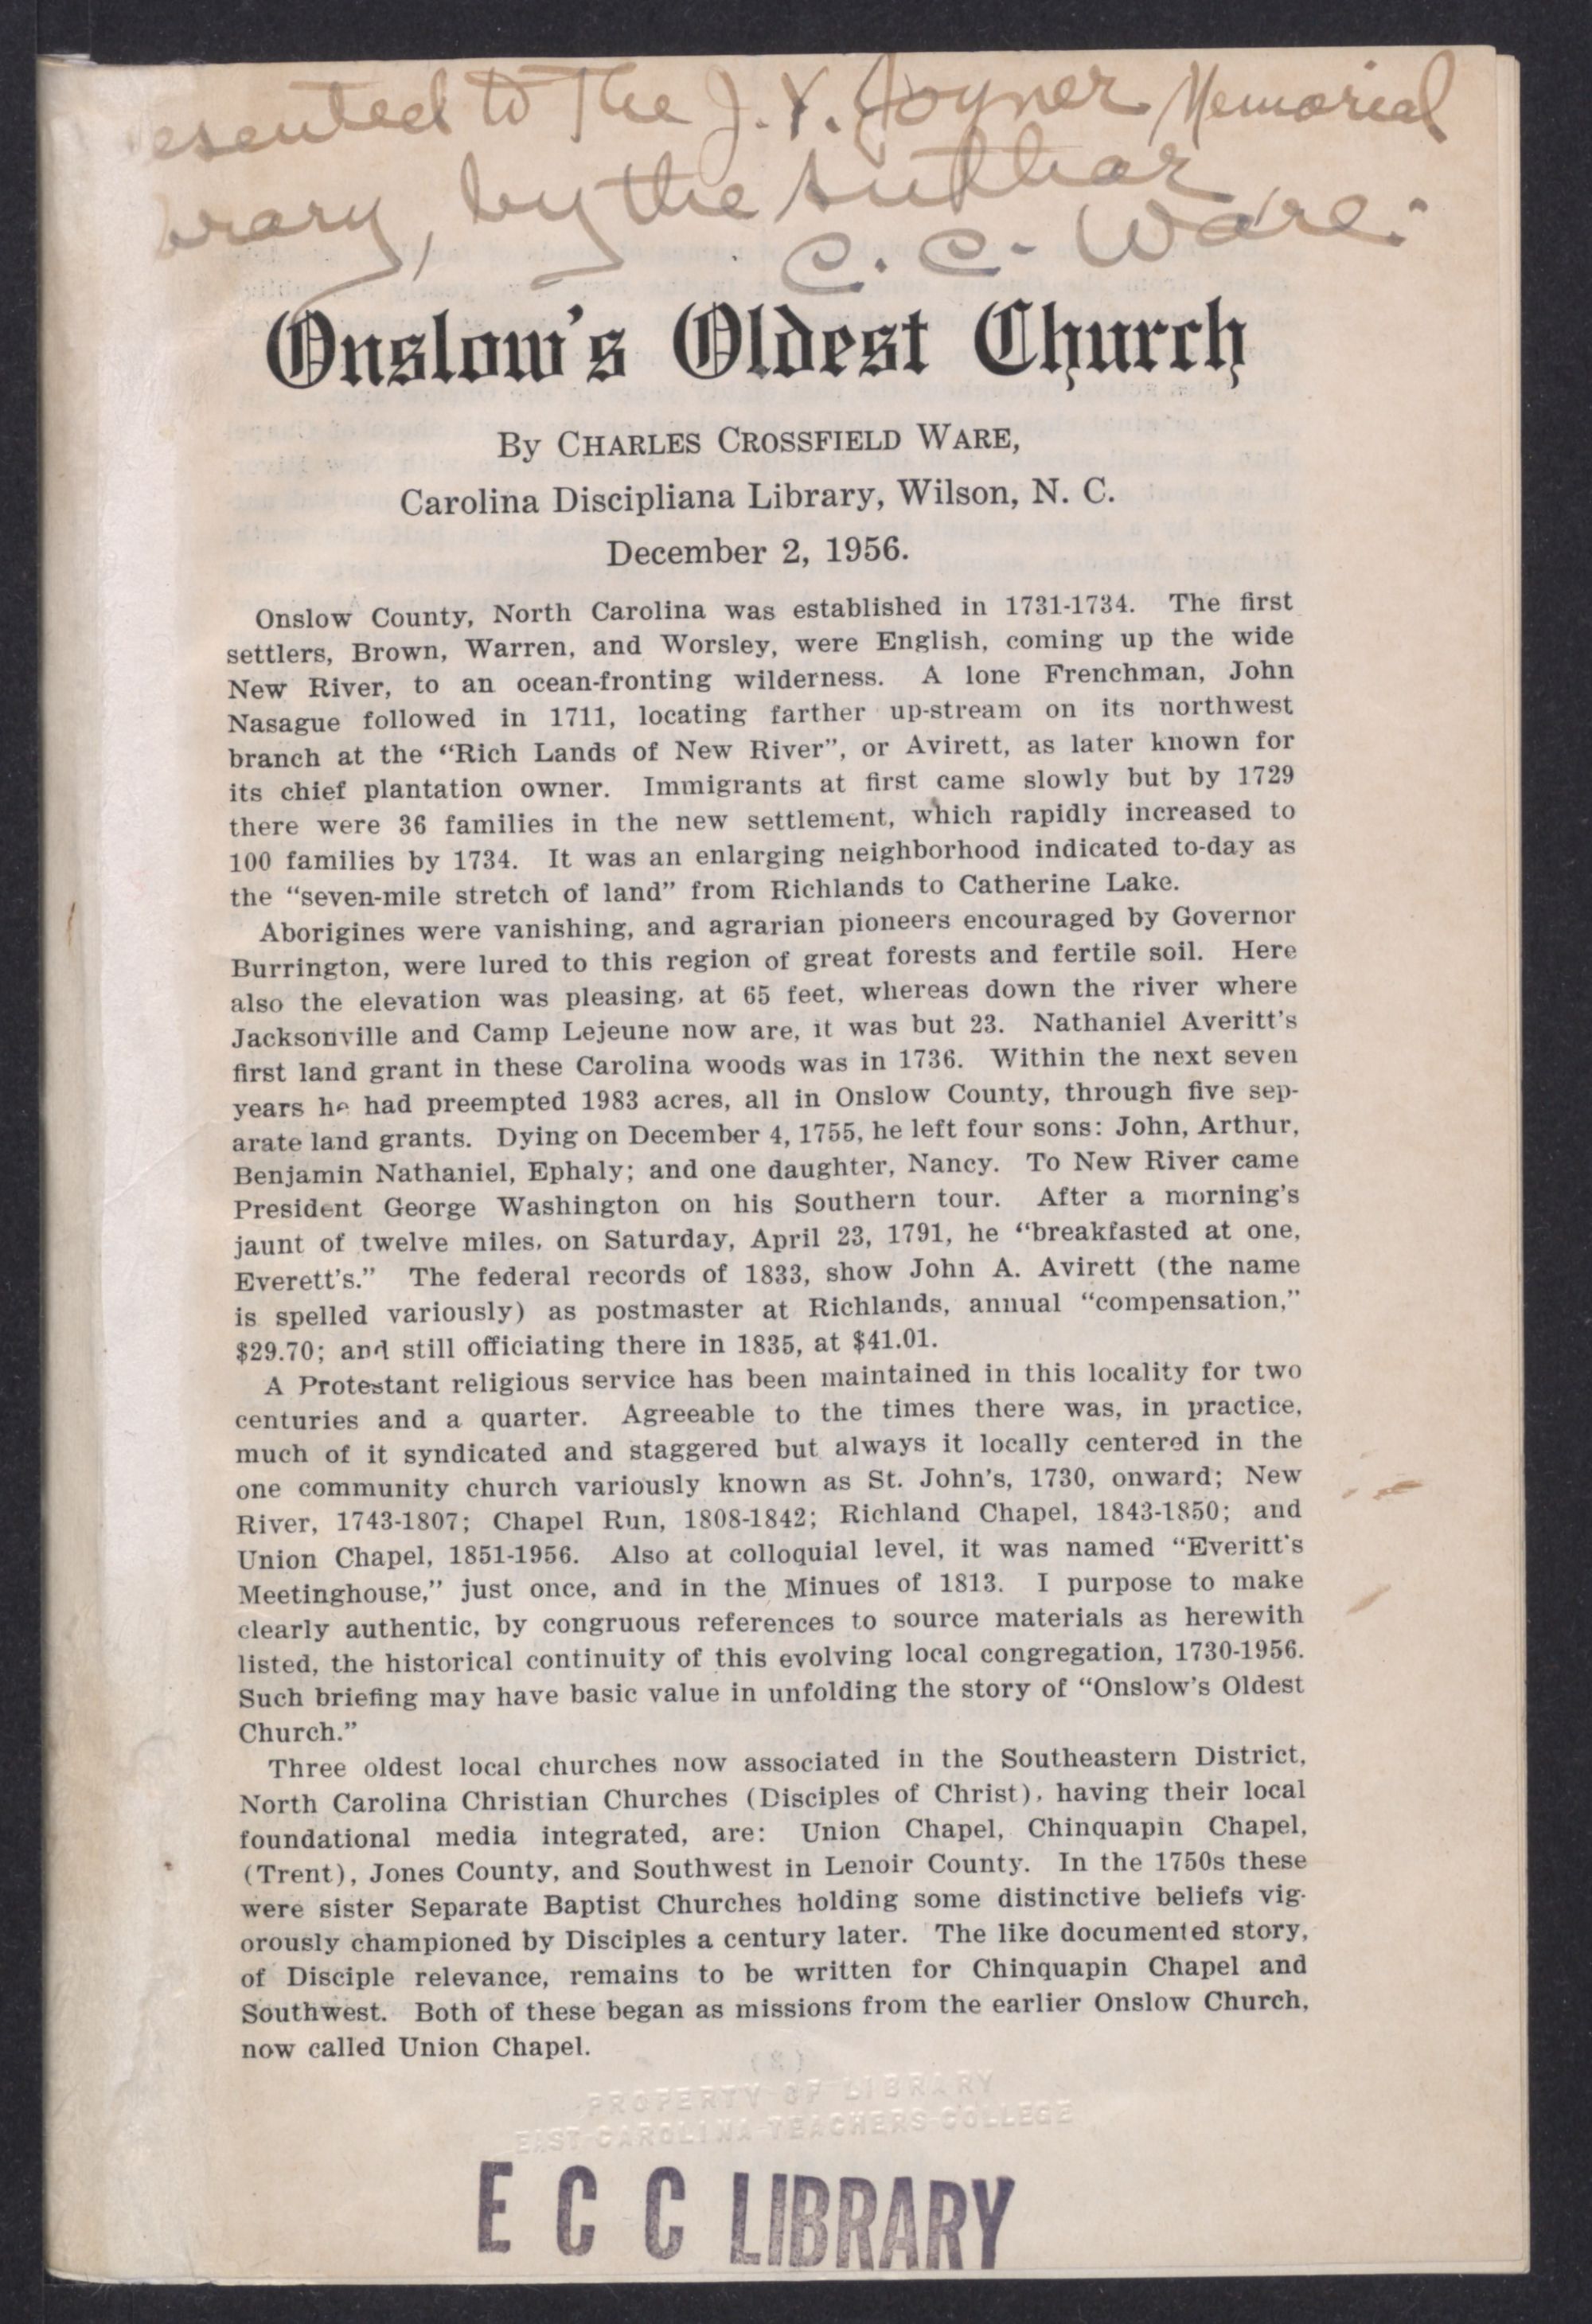 esented to The J. Y. Joyner Memorial
brary, by the author
C. C. Ware.
Onslow's Oldest Church
By CHARLES CROSSFIELD WARE,
Carolina Discipliana Library, Wilson, N. C.
December 2, 1956.
Onslow County, North Carolina was established in 1731-1734. The first
settlers, Brown, Warren, and Worsley, were English, coming up the wide
New River, to an ocean-fronting wilderness. A lone Frenchman, John
Nasague followed in 1711, locating farther up-stream on its northwest
branch at the “Rich Lands of New River”, or Avirett, as later known for
its chief plantation owner. Immigrants at first came slowly but by 1729
there were 36 families in the new settlement, which rapidly increased to
100 families by 1734. It was an enlarging neighborhood indicated to-day as
the “seven-mile stretch of land” from Richlands to Catherine Lake.
Aborigines were vanishing, and agrarian pioneers encouraged by Governor
Burrington, were lured to this region of great forests and fertile soil. Here
also the elevation was pleasing, at 65 feet, whereas down the river where
Jacksonville and Camp Lejeune now are, it was but 23. Nathaniel Averitt's
first land grant in these Carolina woods was in 1736. Within the next seven
years he had preempted 1983 acres, all in Onslow County, through five sep-
arate land grants. Dying on December 4, 1755, he left four sons: John, Arthur,
Benjamin Nathaniel, Ephaly; and one daughter, Nancy. To New River came
President George Washington on his Southern tour. After a morning's
jaunt of twelve miles, on Saturday, April 23, 1791, he “breakfasted at one,
Everett's.” The federal records of 1833, show John A. Avirett (the name
is spelled variously) as postmaster at Richlands, annual “compensation,”
$29.70; and still officiating there in 1835, at $41.01.
A Protestant religious service has been maintained in this locality for two
centuries and a quarter. Agreeable to the times there was, in practice,
much of it syndicated and staggered but always it locally centered in the
one community church variously known as St. John's, 1730, onward; New
River, 1743-1807; Chapel Run, 1808-1842; Richland Chapel, 1843-1850; and
Union Chapel, 1851-1956. Also at colloquial level, it was named “Everitt's
Meetinghouse,” just once, and in the Minues of 1813. I purpose to make
clearly authentic, by congruous references to source materials as herewith
listed, the historical continuity of this evolving local congregation, 1730-1956.
Such briefing may have basic value in unfolding the story of “Onslow's Oldest
Church.”
Three oldest local churches now associated in the Southeastern District,
North Carolina Christian Churches (Disciples of Christ), having their local
foundational media integrated, are: Union Chapel, Chinquapin Chapel,
(Trent), Jones County, and Southwest in Lenoir County. In the 1750s these
were sister Separate Baptist Churches holding some distinctive beliefs vig-
orously championed by Disciples a century later. The like documented story,
of Disciple relevance, remains to be written for Chinquapin Chapel and
Southwest. Both of these began as missions from the earlier Onslow Church,
now called Union Chapel.
PROPERTY OF LIBRARY
EAST CAROLINA TEACHERS COLLEGE
E C C LIBRARY